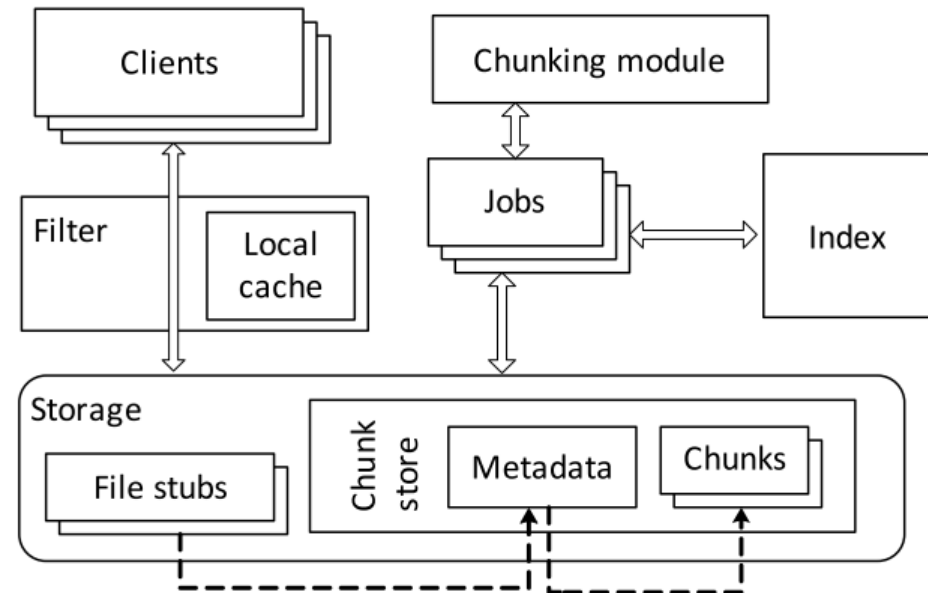 Clients
Chunking module
Jobs
Filter
Local
cache
Index
Storage
File stubs
Chunk
store
Metadata
Chunks